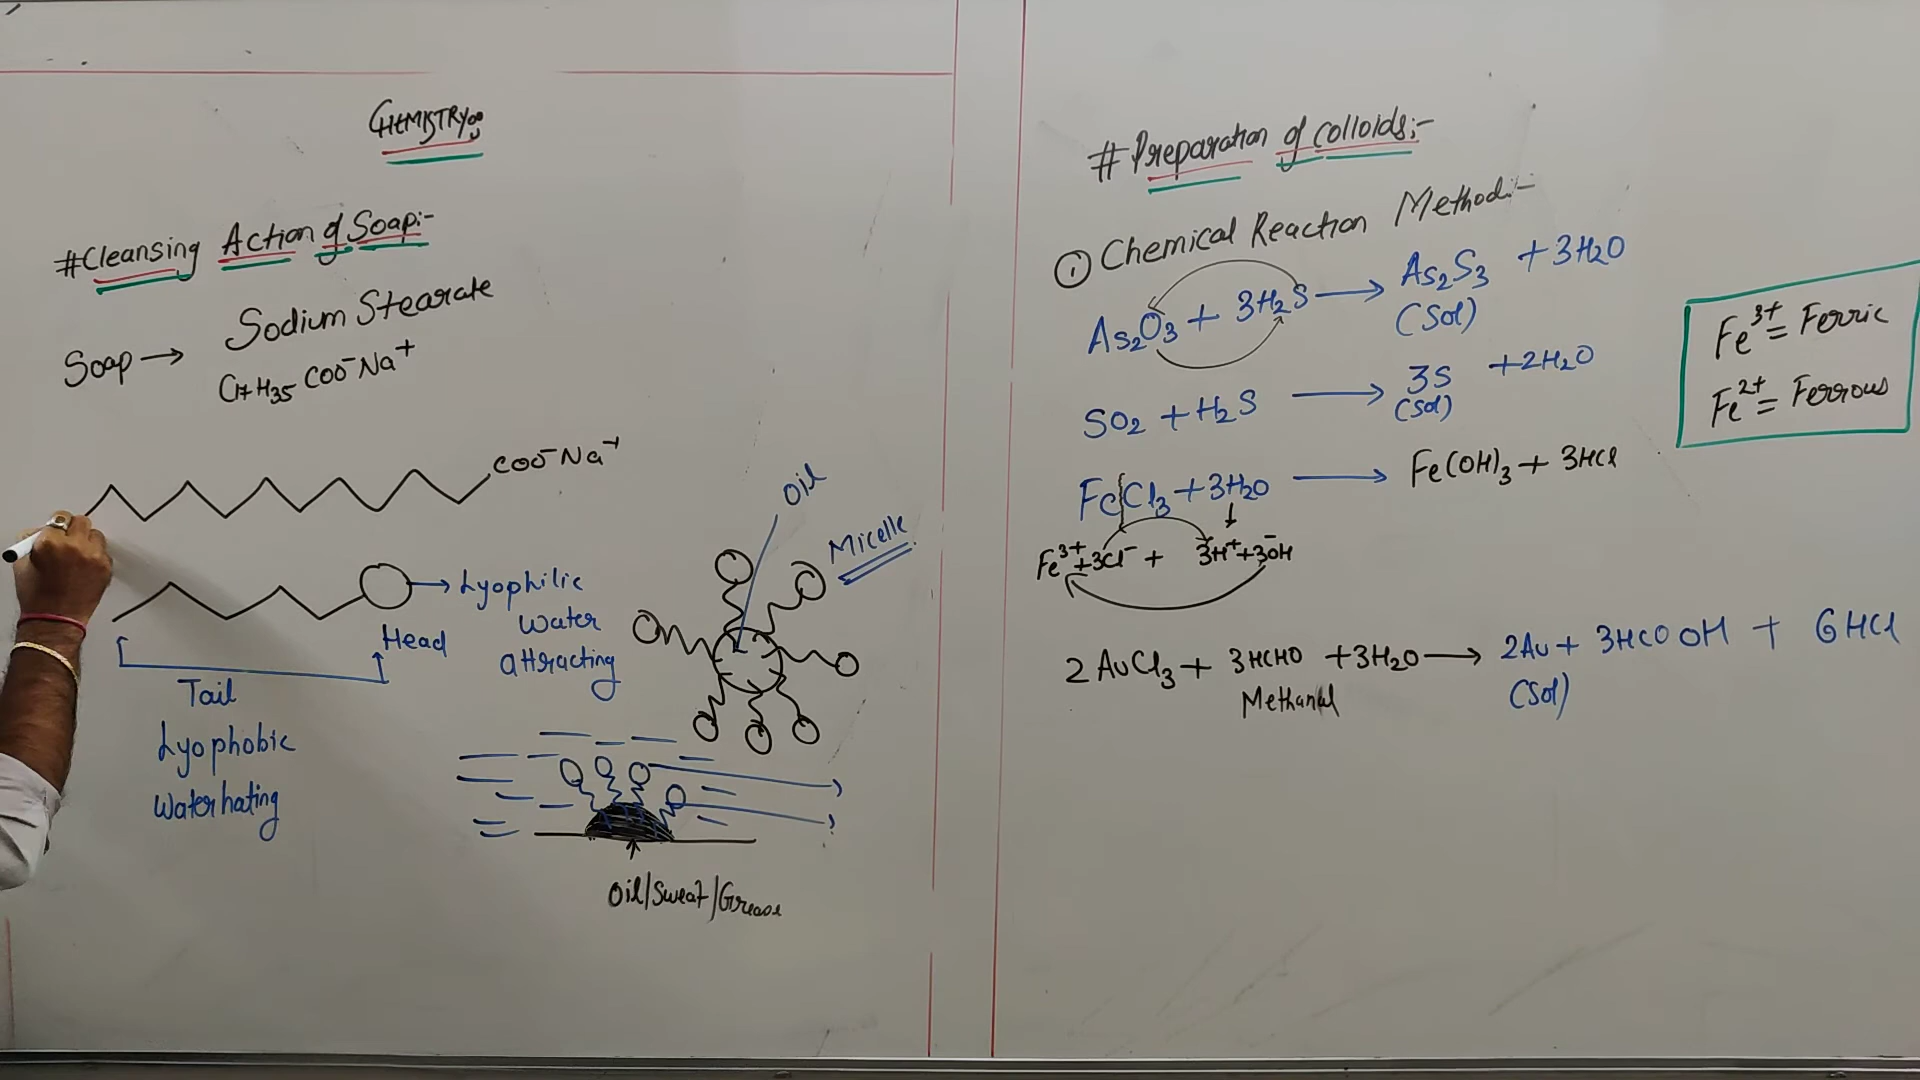 CHEMISTRY
#Cleansing Action of Soap:-
Soap → Sodium Stearate
C17H35COO⁻Na⁺
COO⁻Na⁺
→ Lyophilic
Water
attracting
Head
Tail
Lyophobic
Water hating
Oil
Micelle
Oil/Sweat/Grease
# Preparation of Colloids:-
① Chemical Reaction Method:-
As₂O₃ + 3H₂S → As₂S₃ + 3H₂O
(Sol)
SO₂ + H₂S → 3S + 2H₂O
(Sol)
FeCl₃ + 3H₂O → Fe(OH)₃ + 3HCl
Fe³⁺ + 3Cl⁻ + 3H⁺ + 3OH⁻
2AuCl₃ + 3HCHO + 3H₂O → 2Au + 3HCOOH + 6HCl
Methanal (Sol)
Fe³⁺ = Ferric
Fe²⁺ = Ferrous